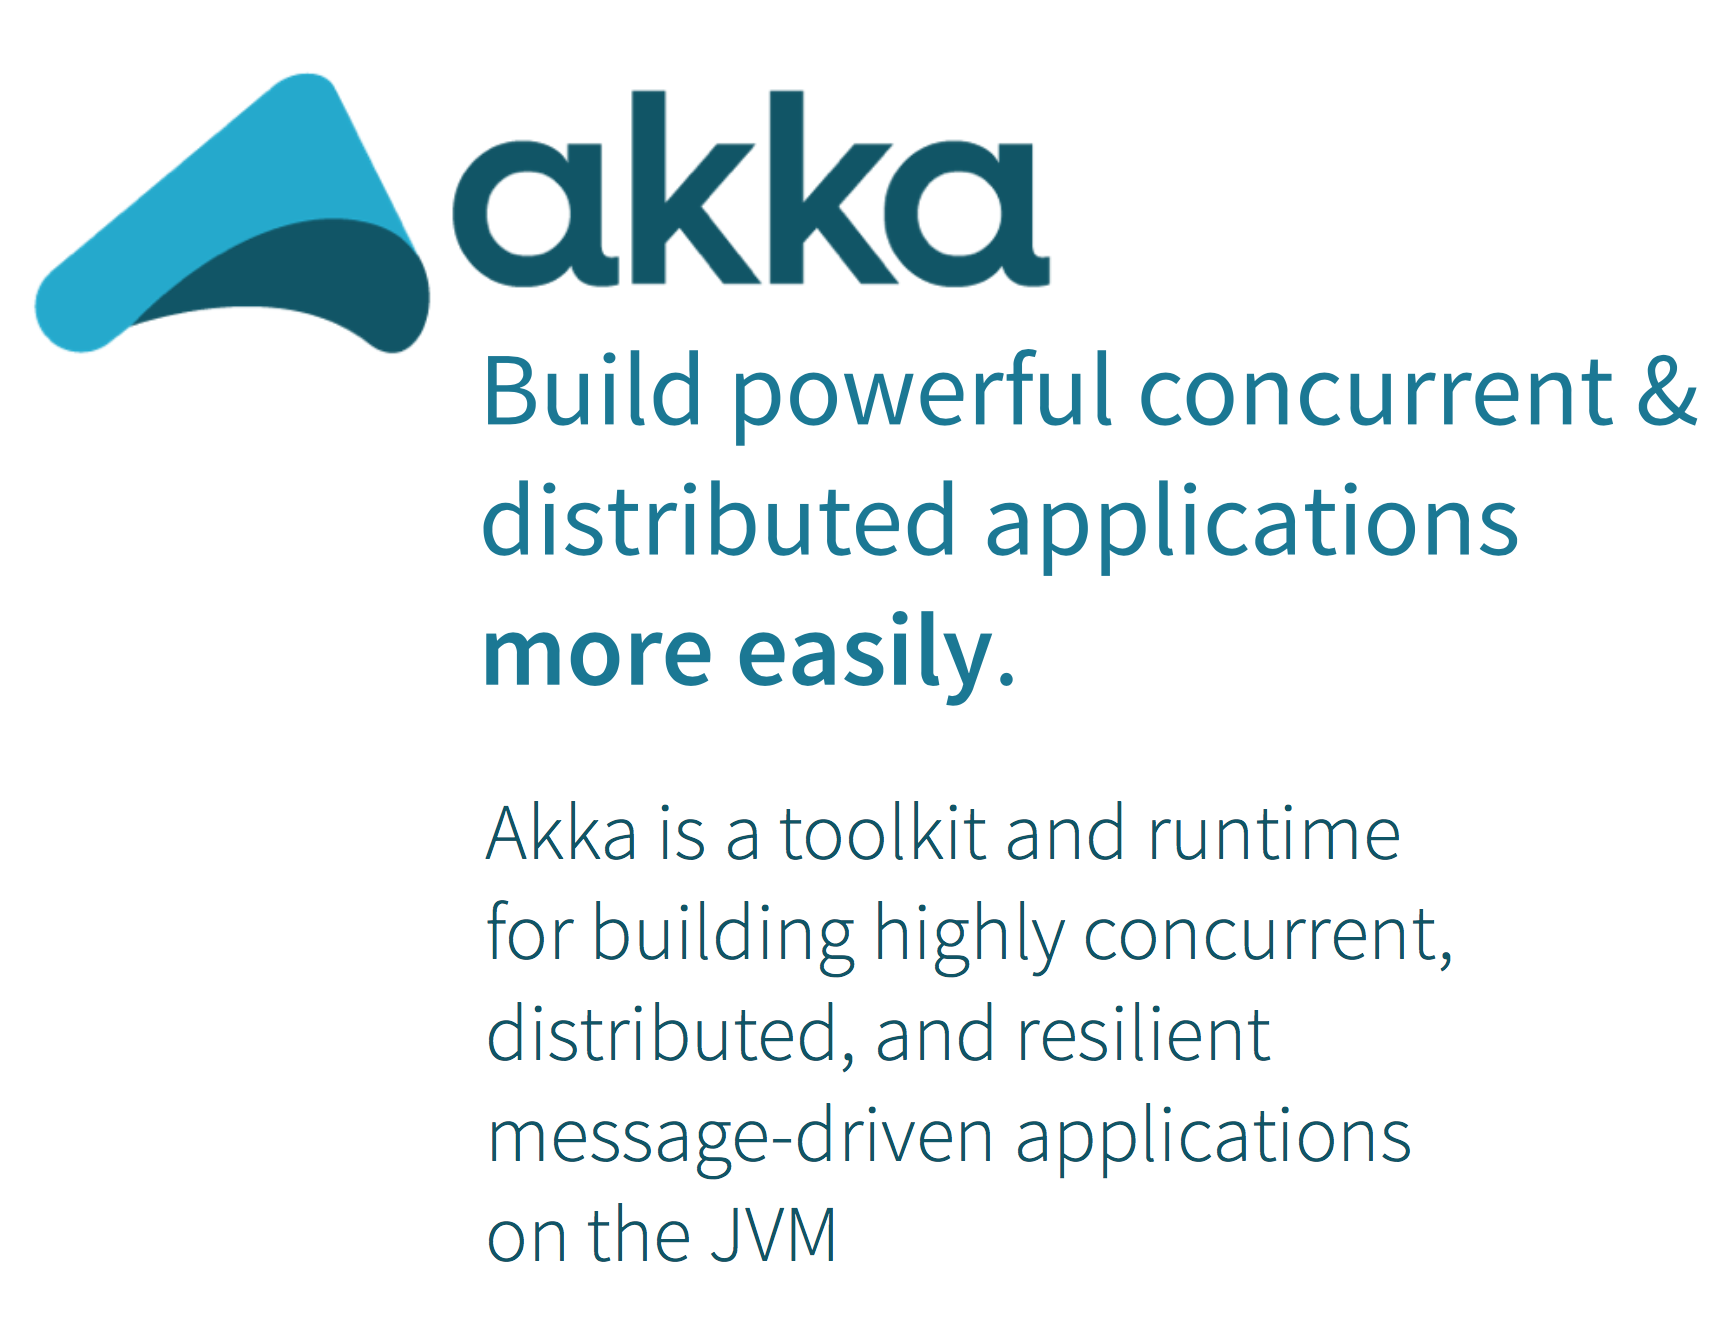 akka
Build powerful concurrent &
distributed applications
more easily.
Akka is a toolkit and runtime
for building highly concurrent,
distributed, and resilient
message-driven applications
on the JVM